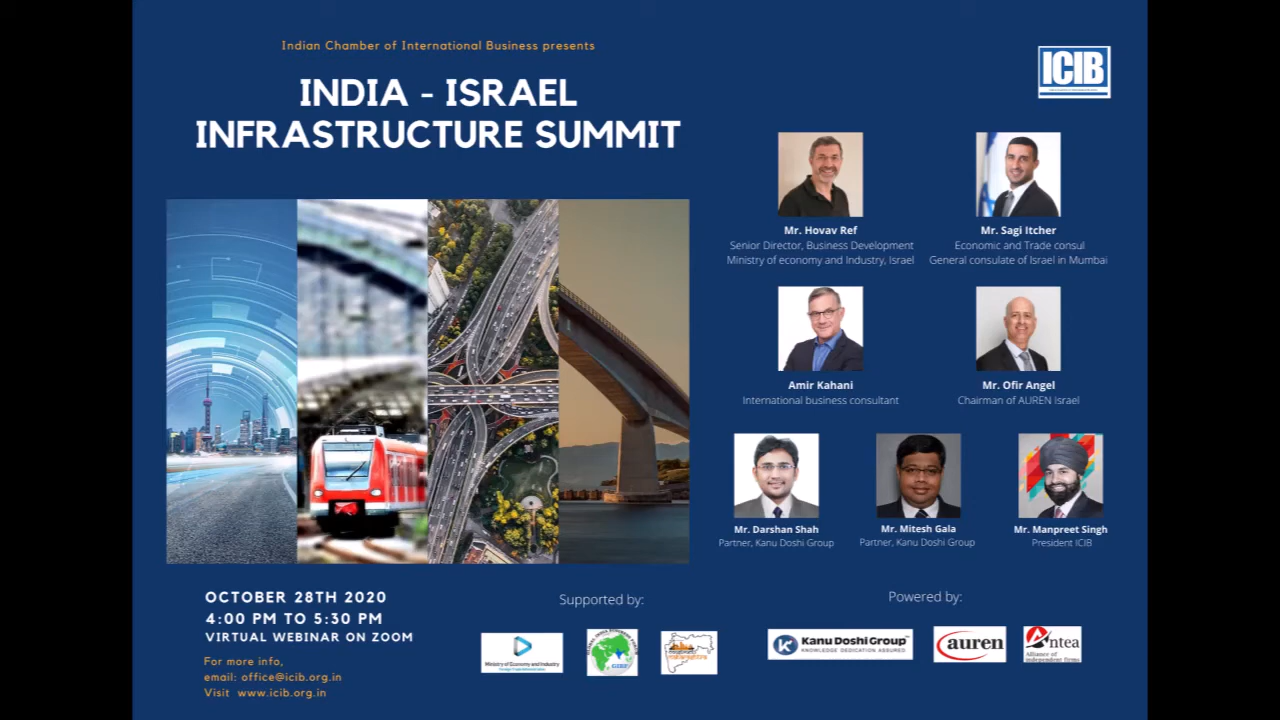 Indian Chamber of International Business presents
INDIA - ISRAEL
INFRASTRUCTURE SUMMIT
ICIB
Mr. Hovav Ref
Senior Director, Business Development
Ministry of economy and Industry, Israel
Mr. Sagi Itcher
Economic and Trade consul
General consulate of Israel in Mumbai
Amir Kahani
International business consultant
Mr. Ofir Angel
Chairman of AUREN Israel
Mr. Darshan Shah
Partner, Kanu Doshi Group
Mr. Mitesh Gala
Partner, Kanu Doshi Group
Mr. Manpreet Singh
President ICIB
OCTOBER 28TH 2020
4:00 PM TO 5:30 PM
VIRTUAL WEBINAR ON ZOOM
For more info,
email: office@icib.org.in
Visit www.icib.org.in
Supported by:
Ministry of Economy and Industry
Powered by:
Kanu Doshi Group™
KNOWLEDGE DEDICATION ASSURED
auren
Antea
Alliance of
independent firms